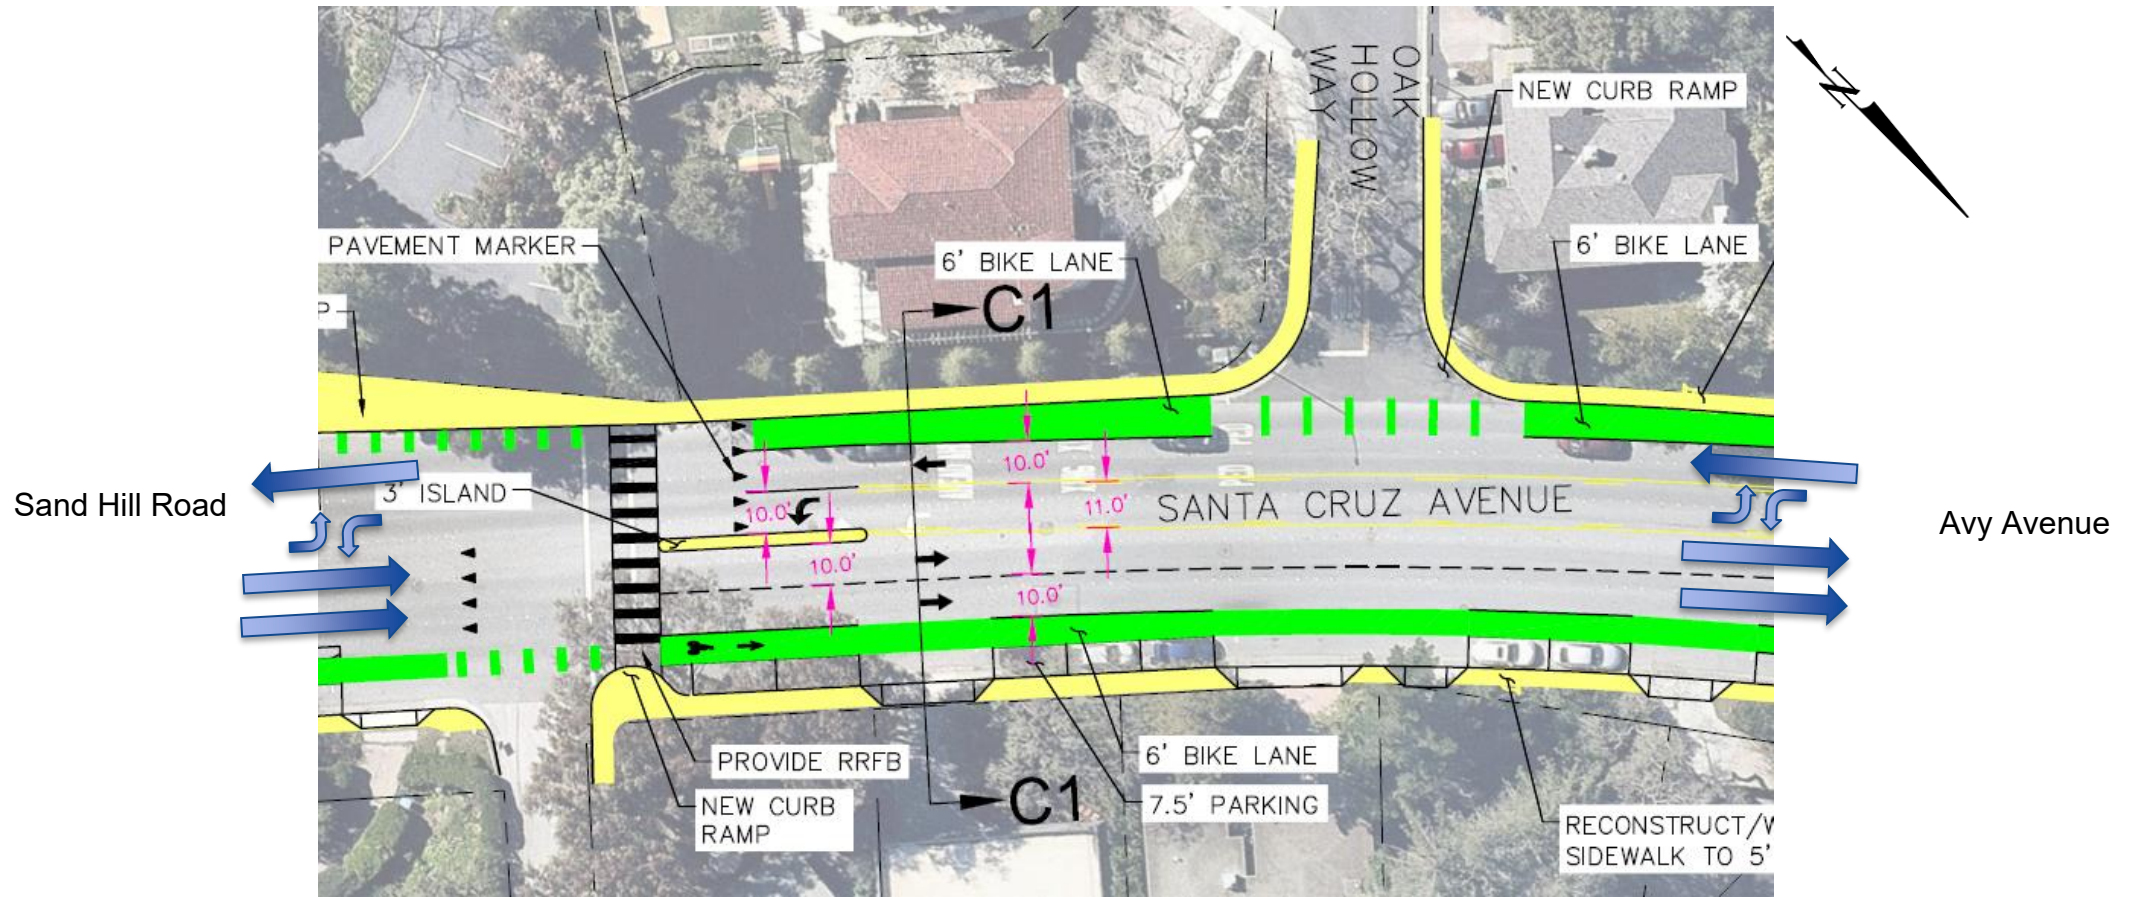 OAK
HOLLOW
WAY
NEW CURB RAMP
N
PAVEMENT MARKER
6' BIKE LANE
6' BIKE LANE
C1
P
3' ISLAND
Sand Hill Road
10.0'
10.0'
11.0'
SANTA CRUZ AVENUE
Avy Avenue
10.0'
10.0'
PROVIDE RRFB
6' BIKE LANE
C1
7.5' PARKING
NEW CURB
RAMP
RECONSTRUCT/W
SIDEWALK TO 5'